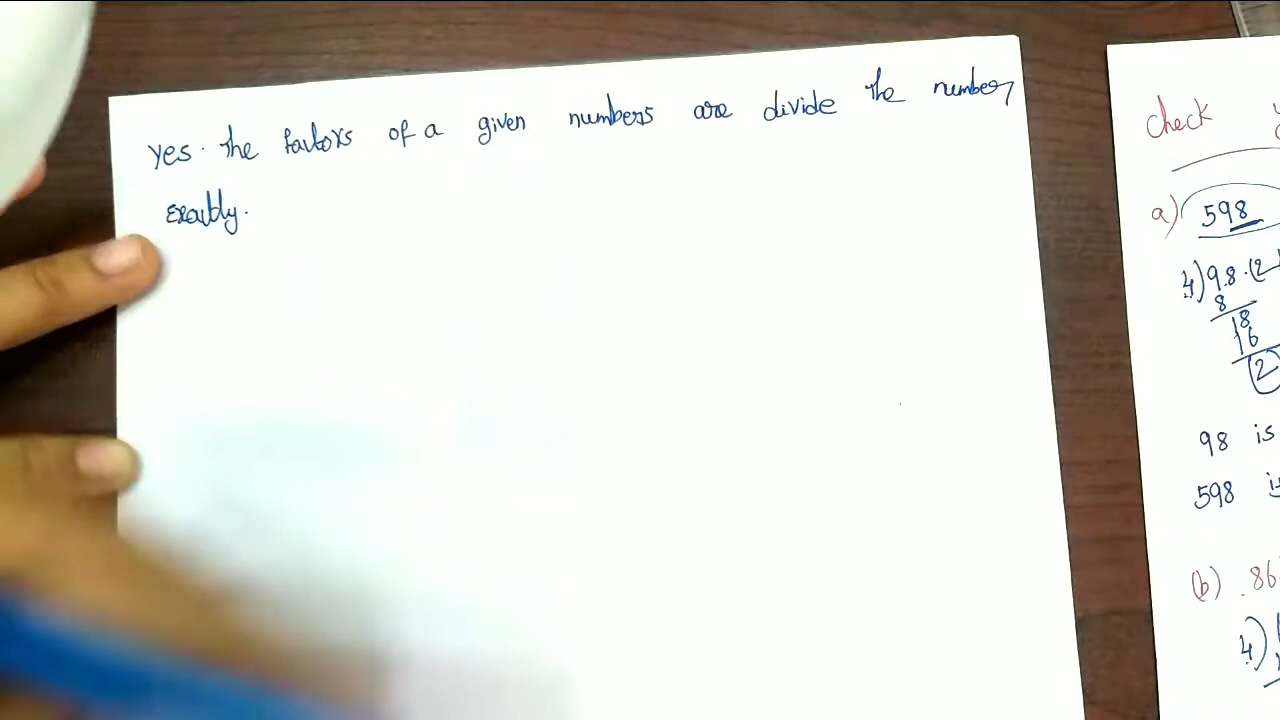 yes. The factors of a given numbers are divide the number
Exactly.
check
a) 598
4) 98 (2
8
18
16
2
98 is
598 is
(b) 86
4) 1